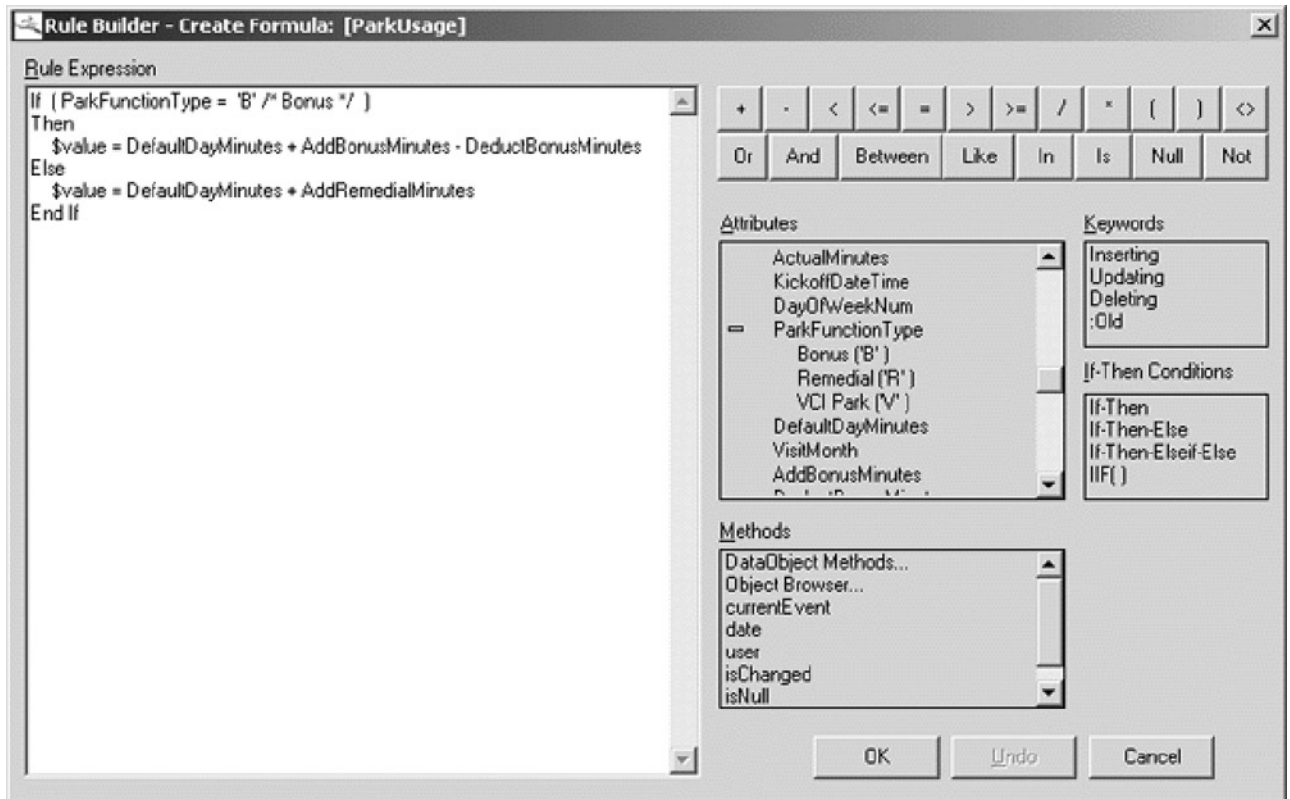 Rule Builder - Create Formula: [ParkUsage]
Rule Expression
If ( ParkFunctionType = 'B' /* Bonus */ )
Then
$value = DefaultDayMinutes + AddBonusMinutes - DeductBonusMinutes
Else
$value = DefaultDayMinutes + AddRemedialMinutes
End If
+ - < <= = > >= / * ( ) <>
Or And Between Like In Is Null Not
Attributes
ActualMinutes
KickoffDateTime
DayOfWeekNum
ParkFunctionType
Bonus ('B' )
Remedial ('R' )
VCI Park ('V' )
DefaultDayMinutes
VisitMonth
AddBonusMinutes
Keywords
Inserting
Updating
Deleting
:Old
If-Then Conditions
If-Then
If-Then-Else
If-Then-Elseif-Else
IIF( )
Methods
DataObject Methods...
Object Browser...
currentEvent
date
user
isChanged
isNull
OK Undo Cancel